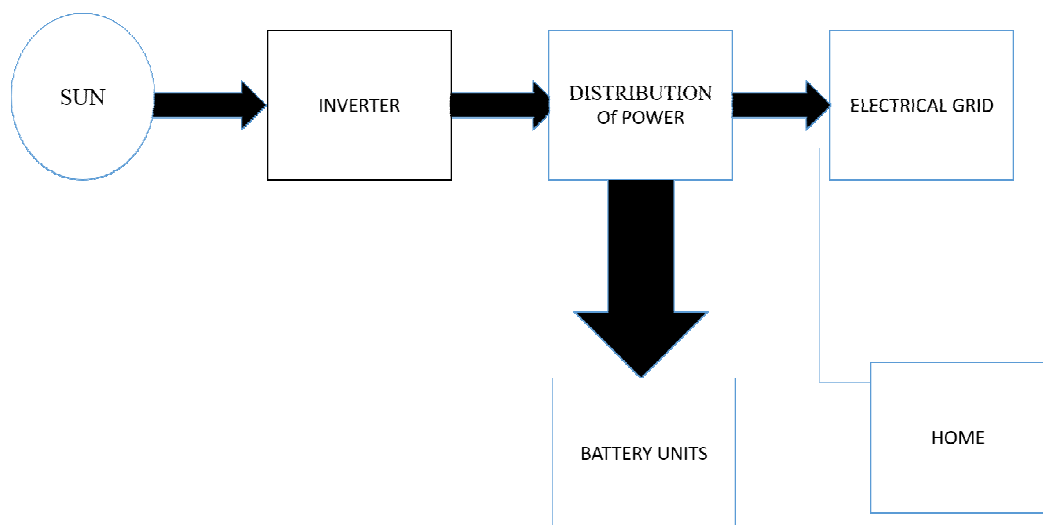 SUN
INVERTER
DISTRIBUTION
Of POWER
ELECTRICAL GRID
BATTERY UNITS
HOME